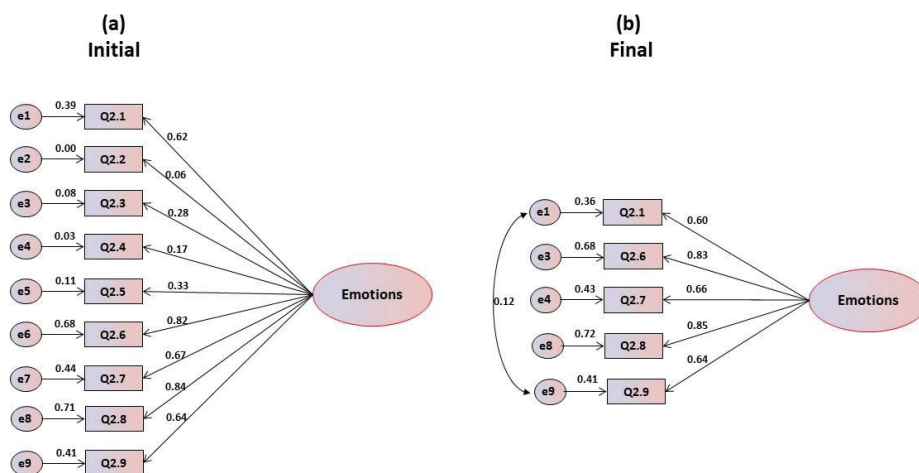 (a)
Initial
e1 0.39 Q2.1 0.62
e2 0.00 Q2.2 0.06
e3 0.08 Q2.3 0.28
e4 0.03 Q2.4 0.17
e5 0.11 Q2.5 0.33
e6 0.68 Q2.6 0.82
e7 0.44 Q2.7 0.67
e8 0.71 Q2.8 0.84
e9 0.41 Q2.9 0.64
Emotions
(b)
Final
e1 0.36 Q2.1 0.60
e3 0.68 Q2.6 0.83
e4 0.43 Q2.7 0.66
e8 0.72 Q2.8 0.85
e9 0.41 Q2.9 0.64
0.12
Emotions